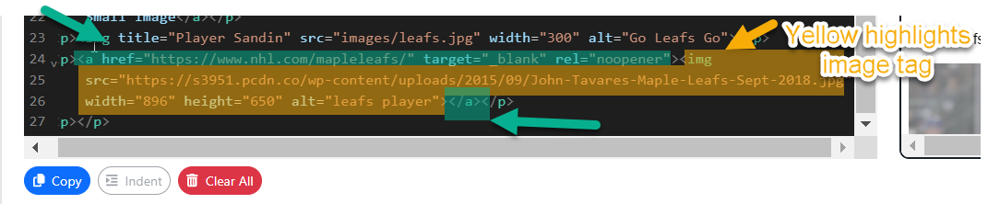 22 Small image</a></p>
23 p><img title="Player Sandin" src="images/leafs.jpg" width="300" alt="Go Leafs Go"></p>
24 p><a href="https://www.nhl.com/mapleleafs/" target="_blank" rel="noopener"><img
25 src="https://s3951.pcdn.co/wp-content/uploads/2015/09/John-Tavares-Maple-Leafs-Sept-2018.jpg
26 width="896" height="650" alt="leafs player"></a></p>
27 p></p>
Yellow highlights
image tag
Copy
Indent
Clear All